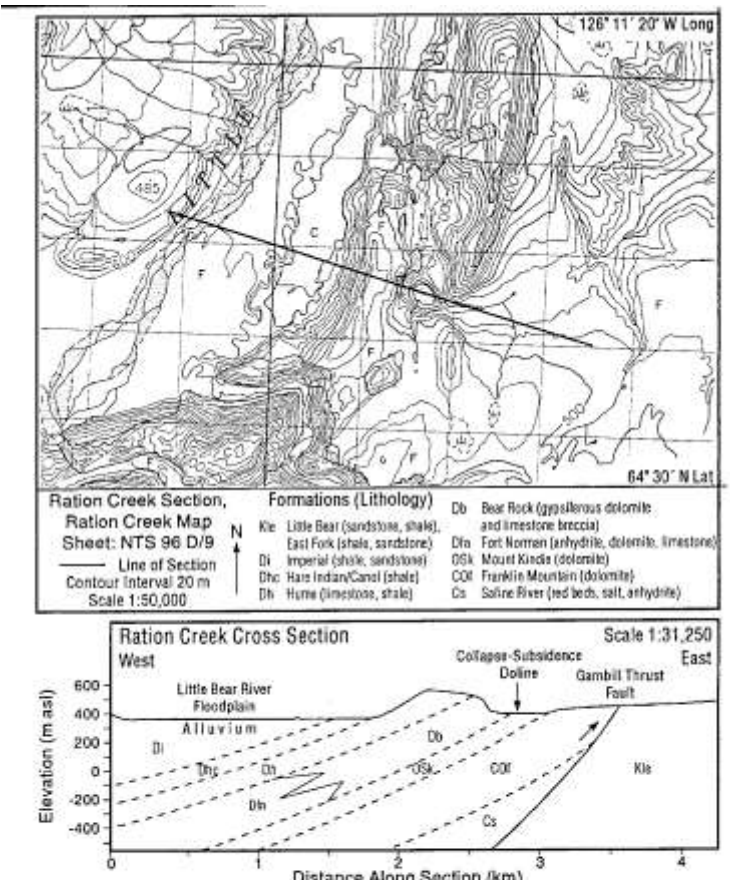 126° 11' 20" W Long
LITTLE
485
F
C
F
F
F
F
300
64° 30' N Lat
Ration Creek Section,
Ration Creek Map
Sheet: NTS 96 D/9
Line of Section
Contour Interval 20 m
Scale 1:50,000
N
Formations (Lithology)
Kle Little Bear (sandstone, shale),
East Fork (shale, sandstone)
Di Imperial (shale, sandstone)
Dhc Hare Indian/Canol (shale)
Dh Hume (limestone, shale)
Db Bear Rock (gypsiferous dolomite
and limestone breccia)
Dfn Fort Norman (anhydrite, dolomite, limestone)
OSk Mount Kindle (dolomite)
COf Franklin Mountain (dolomite)
Cs Saline River (red beds, salt, anhydrite)
Ration Creek Cross Section
Scale 1:31,250
West
East
Collapse-Subsidence
Doline
Gambill Thrust
Fault
Little Bear River
Floodplain
Alluvium
Elevation (m asl)
600
400
200
0
-400
Di
Dhc
Dh
Dfn
Db
OSk
COf
Cs
Kle
0
1
2
3
4
Distance Along Section (km)